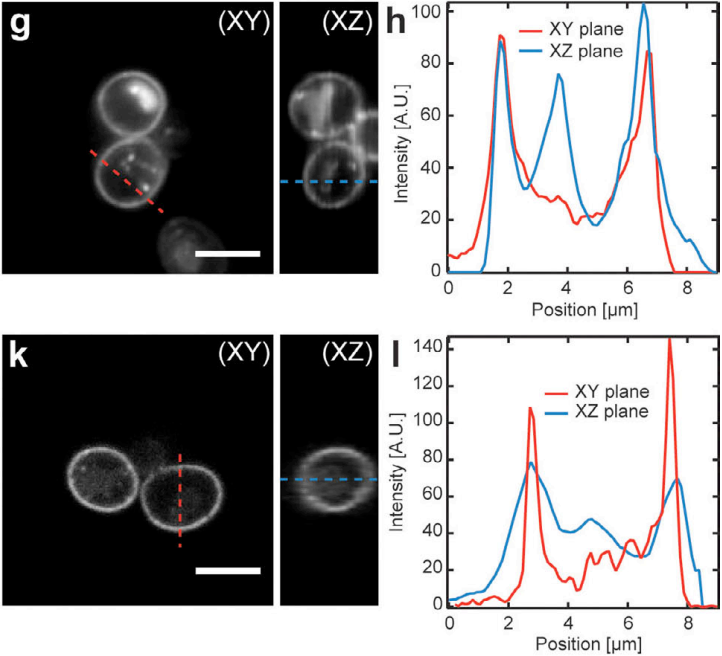 g (XY) (XZ) h
XY plane
XZ plane
Intensity [A.U.]
100
80
60
40
20
0
0 2 4 6 8
Position [µm]
k (XY) (XZ) l
XY plane
XZ plane
Intensity [A.U.]
140
120
100
80
60
40
20
0
0 2 4 6 8
Position [µm]